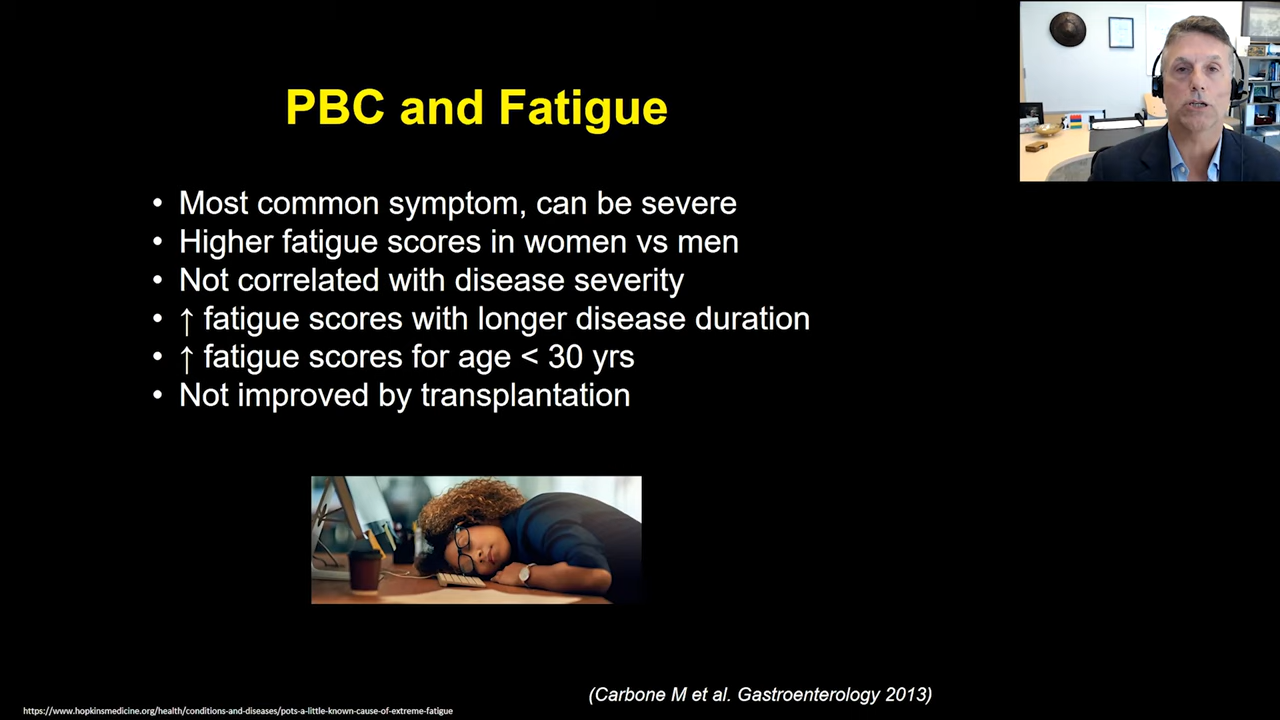 PBC and Fatigue
• Most common symptom, can be severe
• Higher fatigue scores in women vs men
• Not correlated with disease severity
• ↑ fatigue scores with longer disease duration
• ↑ fatigue scores for age < 30 yrs
• Not improved by transplantation
(Carbone M et al. Gastroenterology 2013)
https://www.hopkinsmedicine.org/health/conditions-and-diseases/pots-a-little-known-cause-of-extreme-fatigue